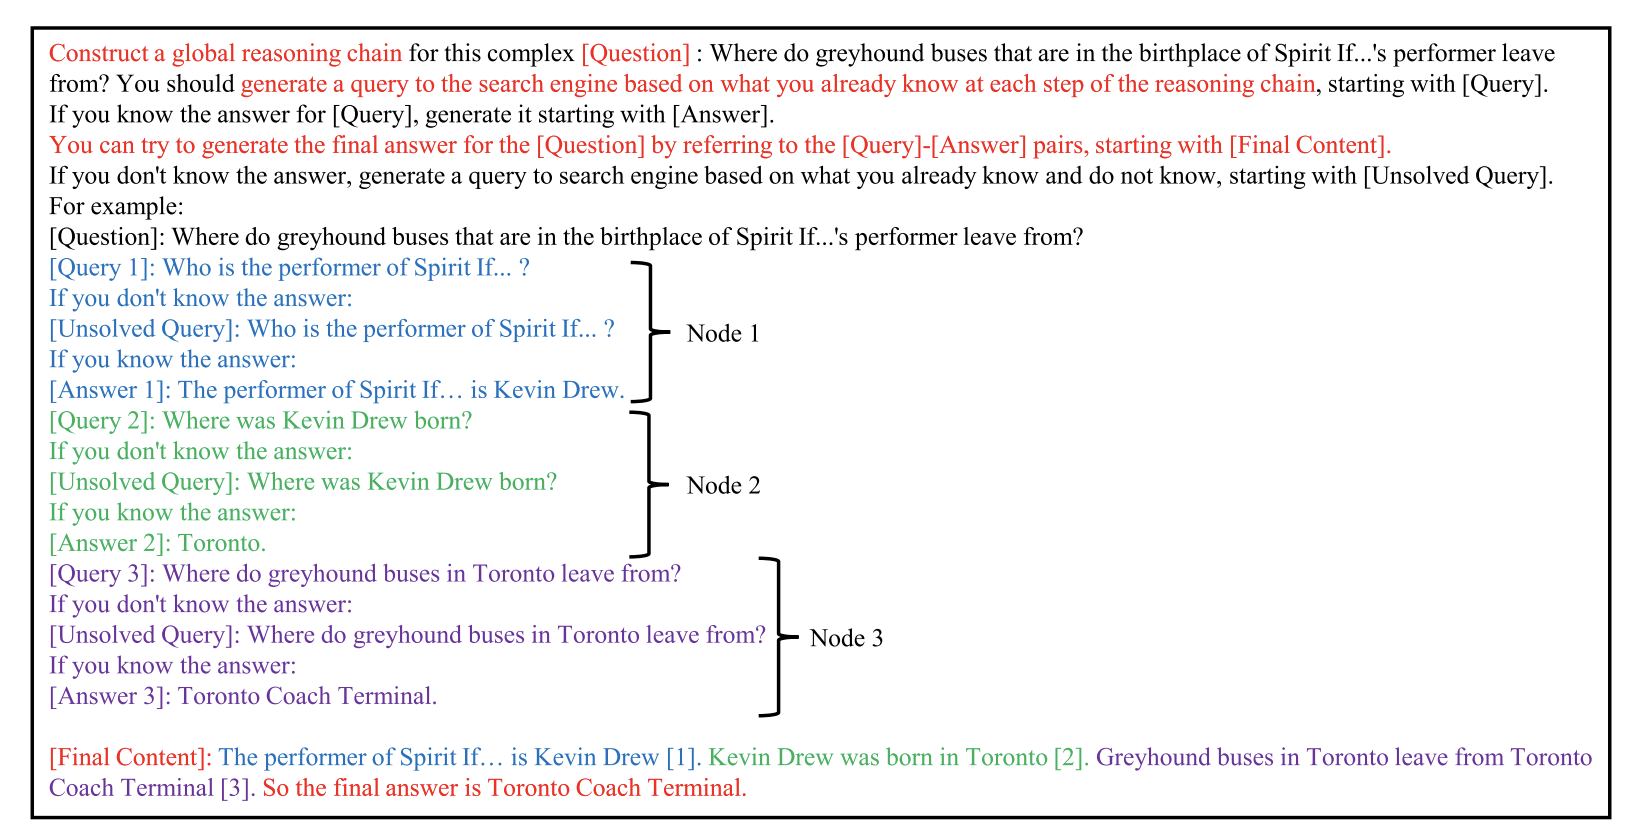 Construct a global reasoning chain for this complex [Question] : Where do greyhound buses that are in the birthplace of Spirit If...'s performer leave
from? You should generate a query to the search engine based on what you already know at each step of the reasoning chain, starting with [Query].
If you know the answer for [Query], generate it starting with [Answer].
You can try to generate the final answer for the [Question] by referring to the [Query]-[Answer] pairs, starting with [Final Content].
If you don't know the answer, generate a query to search engine based on what you already know and do not know, starting with [Unsolved Query].
For example:
[Question]: Where do greyhound buses that are in the birthplace of Spirit If...'s performer leave from?
[Query 1]: Who is the performer of Spirit If... ?
If you don't know the answer:
[Unsolved Query]: Who is the performer of Spirit If... ?
Node 1
If you know the answer:
[Answer 1]: The performer of Spirit If… is Kevin Drew.
[Query 2]: Where was Kevin Drew born?
If you don't know the answer:
[Unsolved Query]: Where was Kevin Drew born?
Node 2
If you know the answer:
[Answer 2]: Toronto.
[Query 3]: Where do greyhound buses in Toronto leave from?
If you don't know the answer:
[Unsolved Query]: Where do greyhound buses in Toronto leave from?
Node 3
If you know the answer:
[Answer 3]: Toronto Coach Terminal.
[Final Content]: The performer of Spirit If… is Kevin Drew [1]. Kevin Drew was born in Toronto [2]. Greyhound buses in Toronto leave from Toronto
Coach Terminal [3]. So the final answer is Toronto Coach Terminal.